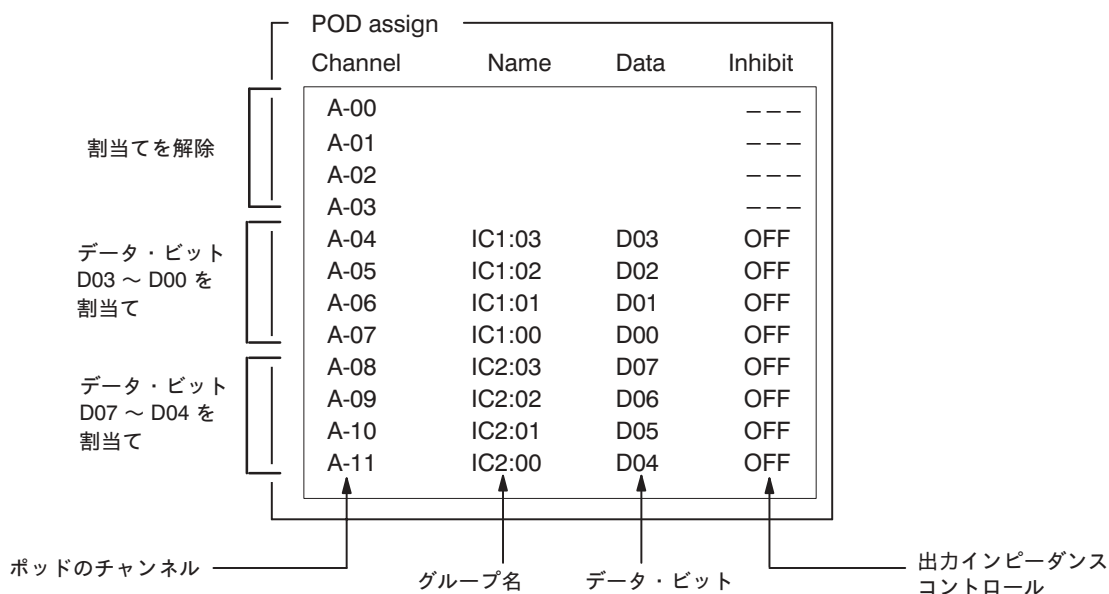 POD assign
Channel Name Data Inhibit
A-00 – – –
A-01 – – –
A-02 – – –
A-03 – – –
A-04 IC1:03 D03 OFF
A-05 IC1:02 D02 OFF
A-06 IC1:01 D01 OFF
A-07 IC1:00 D00 OFF
A-08 IC2:03 D07 OFF
A-09 IC2:02 D06 OFF
A-10 IC2:01 D05 OFF
A-11 IC2:00 D04 OFF
割当てを解除
データ・ビット
D03 ～ D00 を
割当て
データ・ビット
D07 ～ D04 を
割当て
ポッドのチャンネル
グループ名
データ・ビット
出力インピーダンス
コントロール